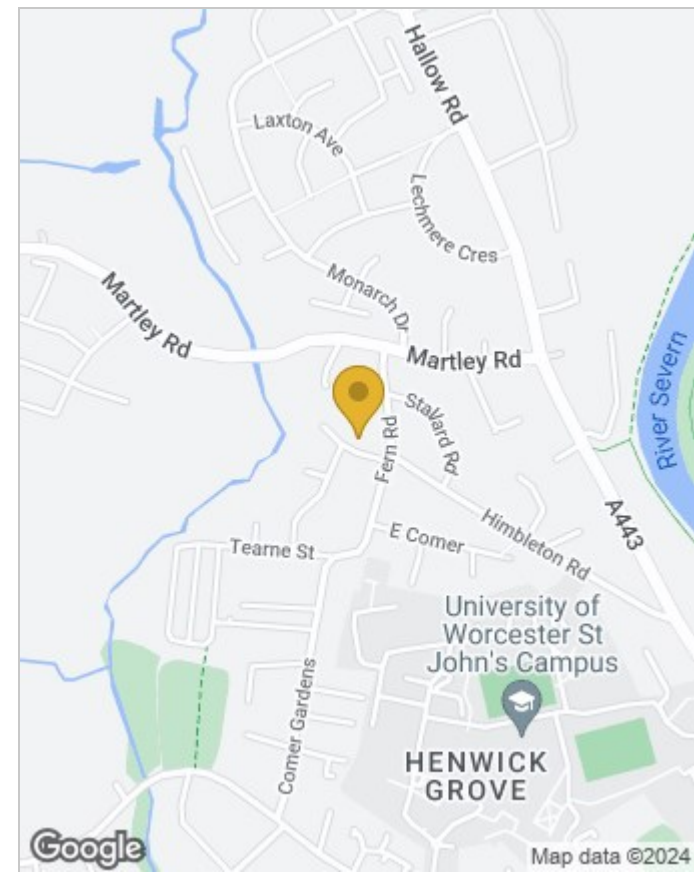 Hallow Rd
Laxton Ave
Lechmere Cres
Monarch Dr
Martley Rd
Martley Rd
River Severn
Stallard Rd
Fern Rd
A443
Himbleton Rd
E Comer
Tearne St
University of
Worcester St
John's Campus
Comer Gardens
HENWICK
GROVE
Google
Map data ©2024